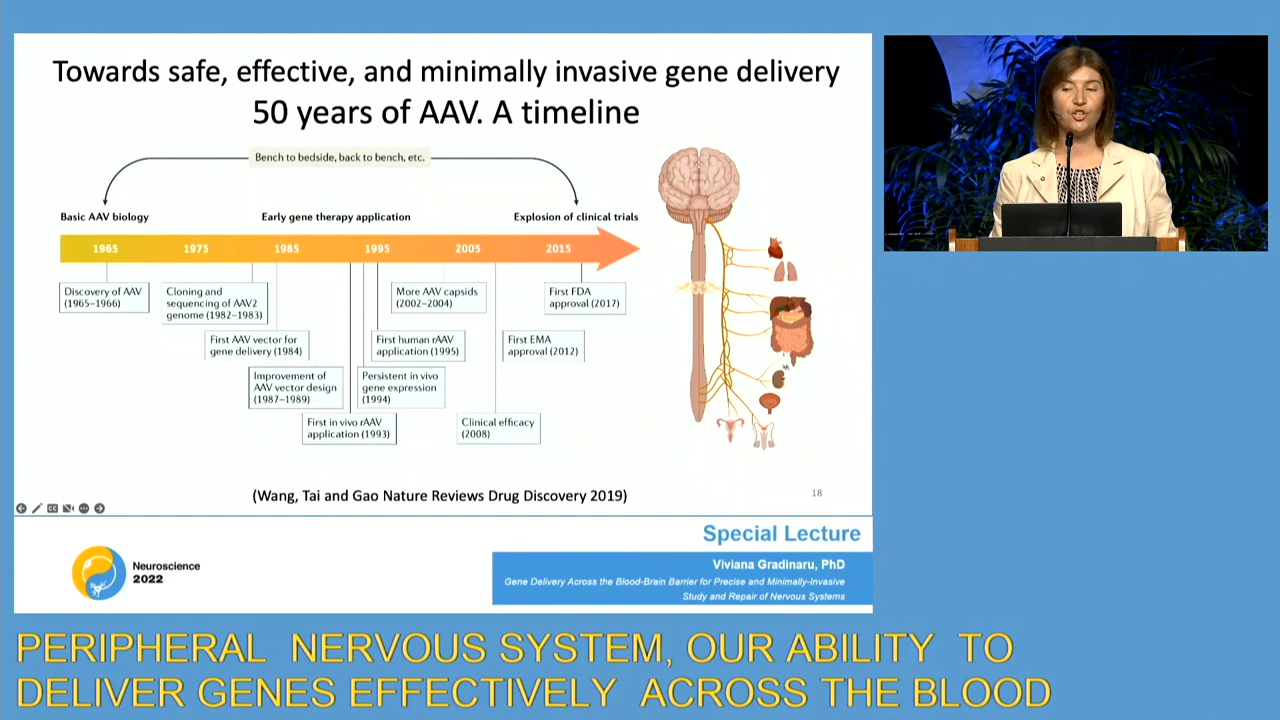 Towards safe, effective, and minimally invasive gene delivery
50 years of AAV. A timeline
Bench to bedside, back to bench, etc.
Basic AAV biology
Early gene therapy application
Explosion of clinical trials
1965
1975
1985
1995
2005
2015
Discovery of AAV
(1965–1966)
Cloning and
sequencing of AAV2
genome (1982–1983)
More AAV capsids
(2002–2004)
First FDA
approval (2017)
First AAV vector for
gene delivery (1984)
First human rAAV
application (1995)
First EMA
approval (2012)
Improvement of
AAV vector design
(1987–1989)
Persistent in vivo
gene expression
(1994)
First in vivo rAAV
application (1993)
Clinical efficacy
(2008)
(Wang, Tai and Gao Nature Reviews Drug Discovery 2019)
18
Special Lecture
Neuroscience
2022
Viviana Gradinaru, PhD
Gene Delivery Across the Blood-Brain Barrier for Precise and Minimally-Invasive
Study and Repair of Nervous Systems
PERIPHERAL NERVOUS SYSTEM, OUR ABILITY TO
DELIVER GENES EFFECTIVELY ACROSS THE BLOOD